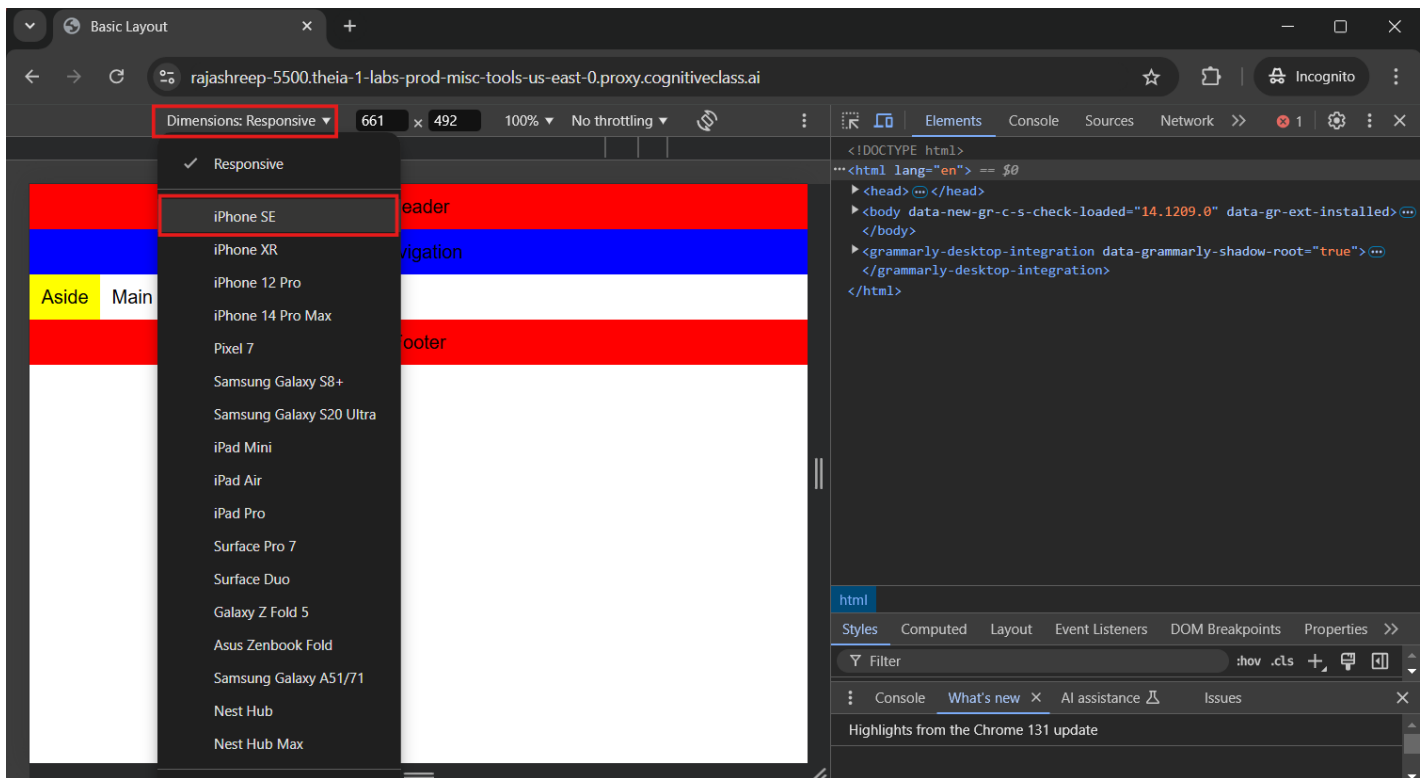 Basic Layout
rajashreep-5500.theia-1-labs-prod-misc-tools-us-east-0.proxy.cognitiveclass.ai
Incognito
Dimensions: Responsive ▼ 661 × 492 100% ▼ No throttling ▼
Elements Console Sources Network >> 1
Responsive
iPhone SE
iPhone XR
iPhone 12 Pro
iPhone 14 Pro Max
Pixel 7
Samsung Galaxy S8+
Samsung Galaxy S20 Ultra
iPad Mini
iPad Air
iPad Pro
Surface Pro 7
Surface Duo
Galaxy Z Fold 5
Asus Zenbook Fold
Samsung Galaxy A51/71
Nest Hub
Nest Hub Max
eader
vigation
Aside Main
ooter
<!DOCTYPE html>
<html lang="en"> == $0
<head> </head>
<body data-new-gr-c-s-check-loaded="14.1209.0" data-gr-ext-installed>
</body>
<grammarly-desktop-integration data-grammarly-shadow-root="true">
</grammarly-desktop-integration>
</html>
html
Styles Computed Layout Event Listeners DOM Breakpoints Properties >>
Filter :hov .cls
Console What's new AI assistance Issues
Highlights from the Chrome 131 update